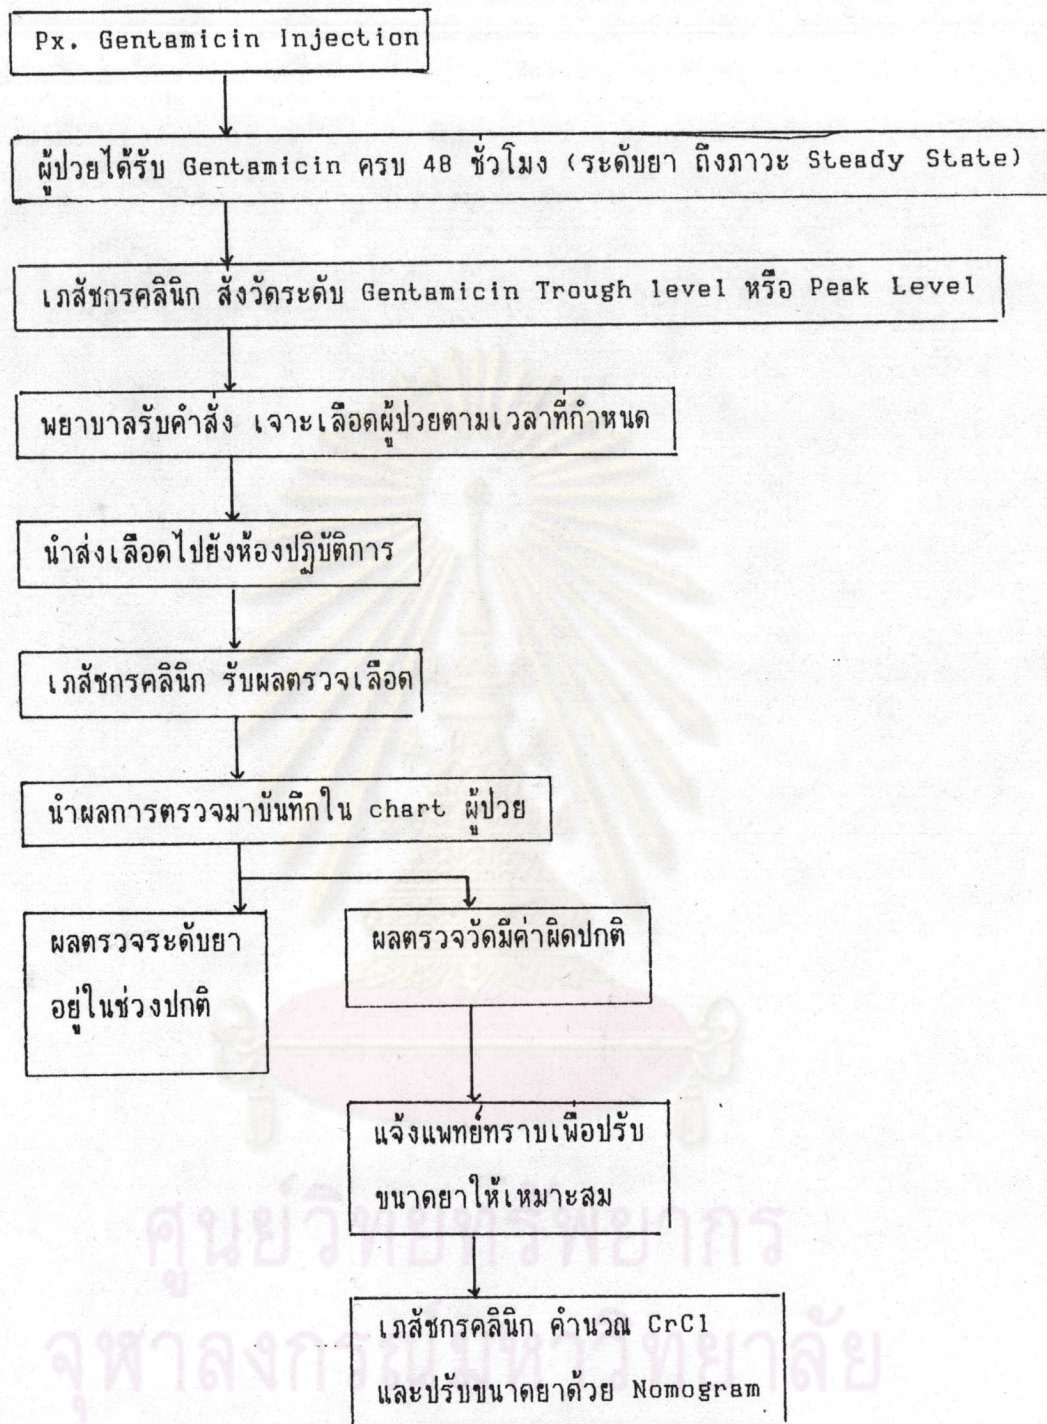 Px. Gentamicin Injection
ผู้ป่วยได้รับ Gentamicin ครบ 48 ชั่วโมง (ระดับยา ถึงภาวะ Steady State)
เภสัชกรคลินิก สั่งวัดระดับ Gentamicin Trough level หรือ Peak Level
พยาบาลรับคำสั่ง เจาะเลือดผู้ป่วยตามเวลาที่กำหนด
นำส่งเลือดไปยังห้องปฏิบัติการ
เภสัชกรคลินิก รับผลตรวจเลือด
นำผลการตรวจมาบันทึกใน chart ผู้ป่วย
ผลตรวจระดับยา
อยู่ในช่วงปกติ
ผลตรวจวัดมีค่าผิดปกติ
แจ้งแพทย์ทราบเพื่อปรับ
ขนาดยาให้เหมาะสม
เภสัชกรคลินิก คำนวณ CrCl
และปรับขนาดยาด้วย Nomogram
ศูนย์วิทยทรัพยากร
จุฬาลงกรณ์มหาวิทยาลัย